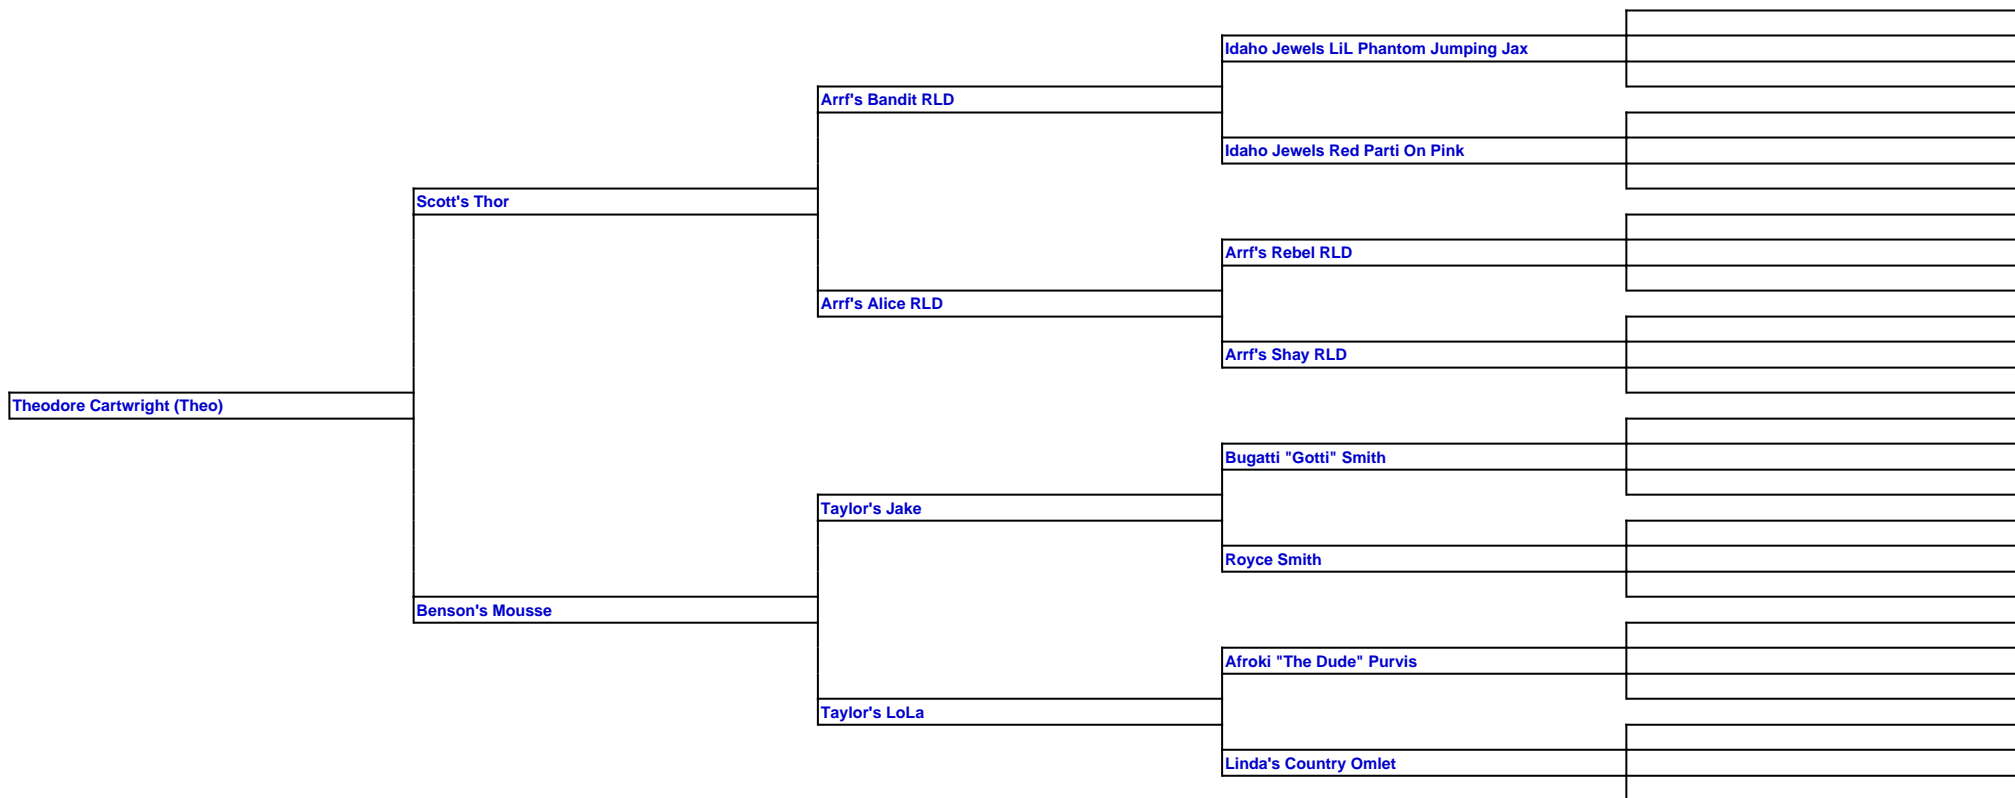 Idaho Jewels LiL Phantom Jumping Jax
Arrf's Bandit RLD
Idaho Jewels Red Parti On Pink
Scott's Thor
Arrf's Rebel RLD
Arrf's Alice RLD
Arrf's Shay RLD
Theodore Cartwright (Theo)
Bugatti "Gotti" Smith
Taylor's Jake
Royce Smith
Benson's Mousse
Afroki "The Dude" Purvis
Taylor's LoLa
Linda's Country Omlet